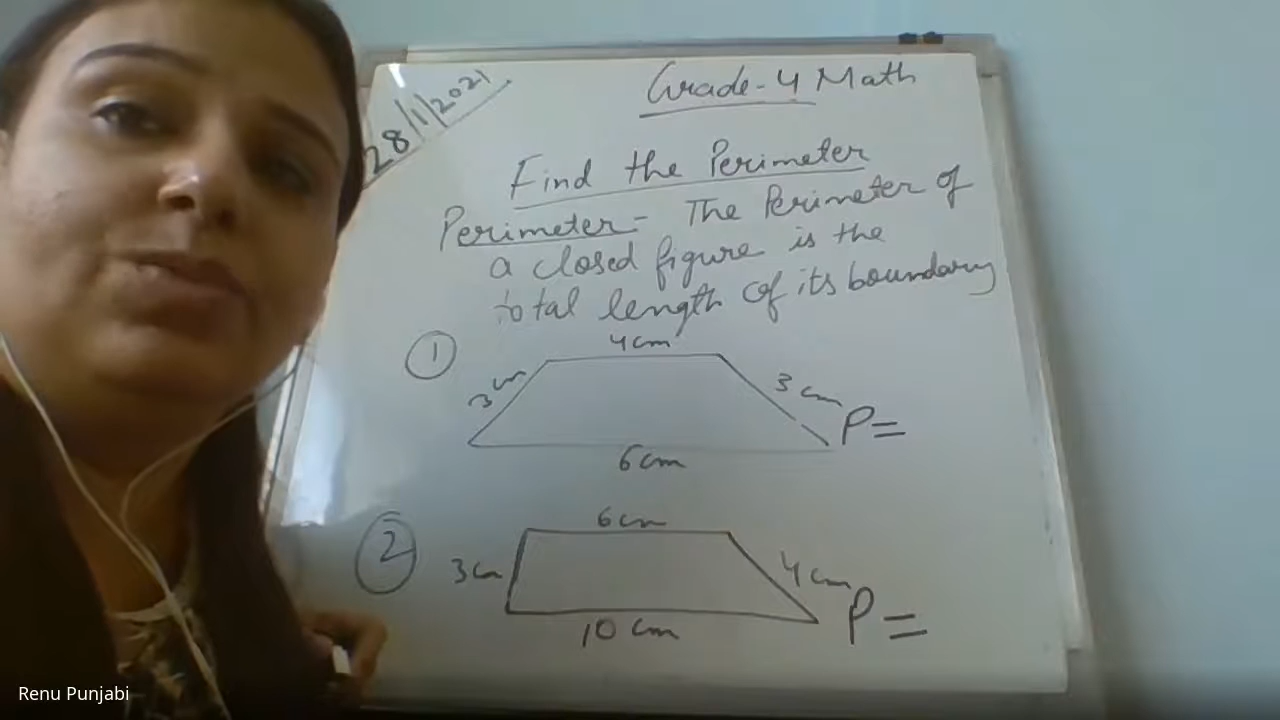 28/1/2021
Grade-4 Math
Find the Perimeter
Perimeter - The Perimeter of
a closed figure is the
total length of its boundary
1
4cm
3cm
3cm
P=
6cm
2
6cm
3cm
4cm
P=
10 cm
Renu Punjabi